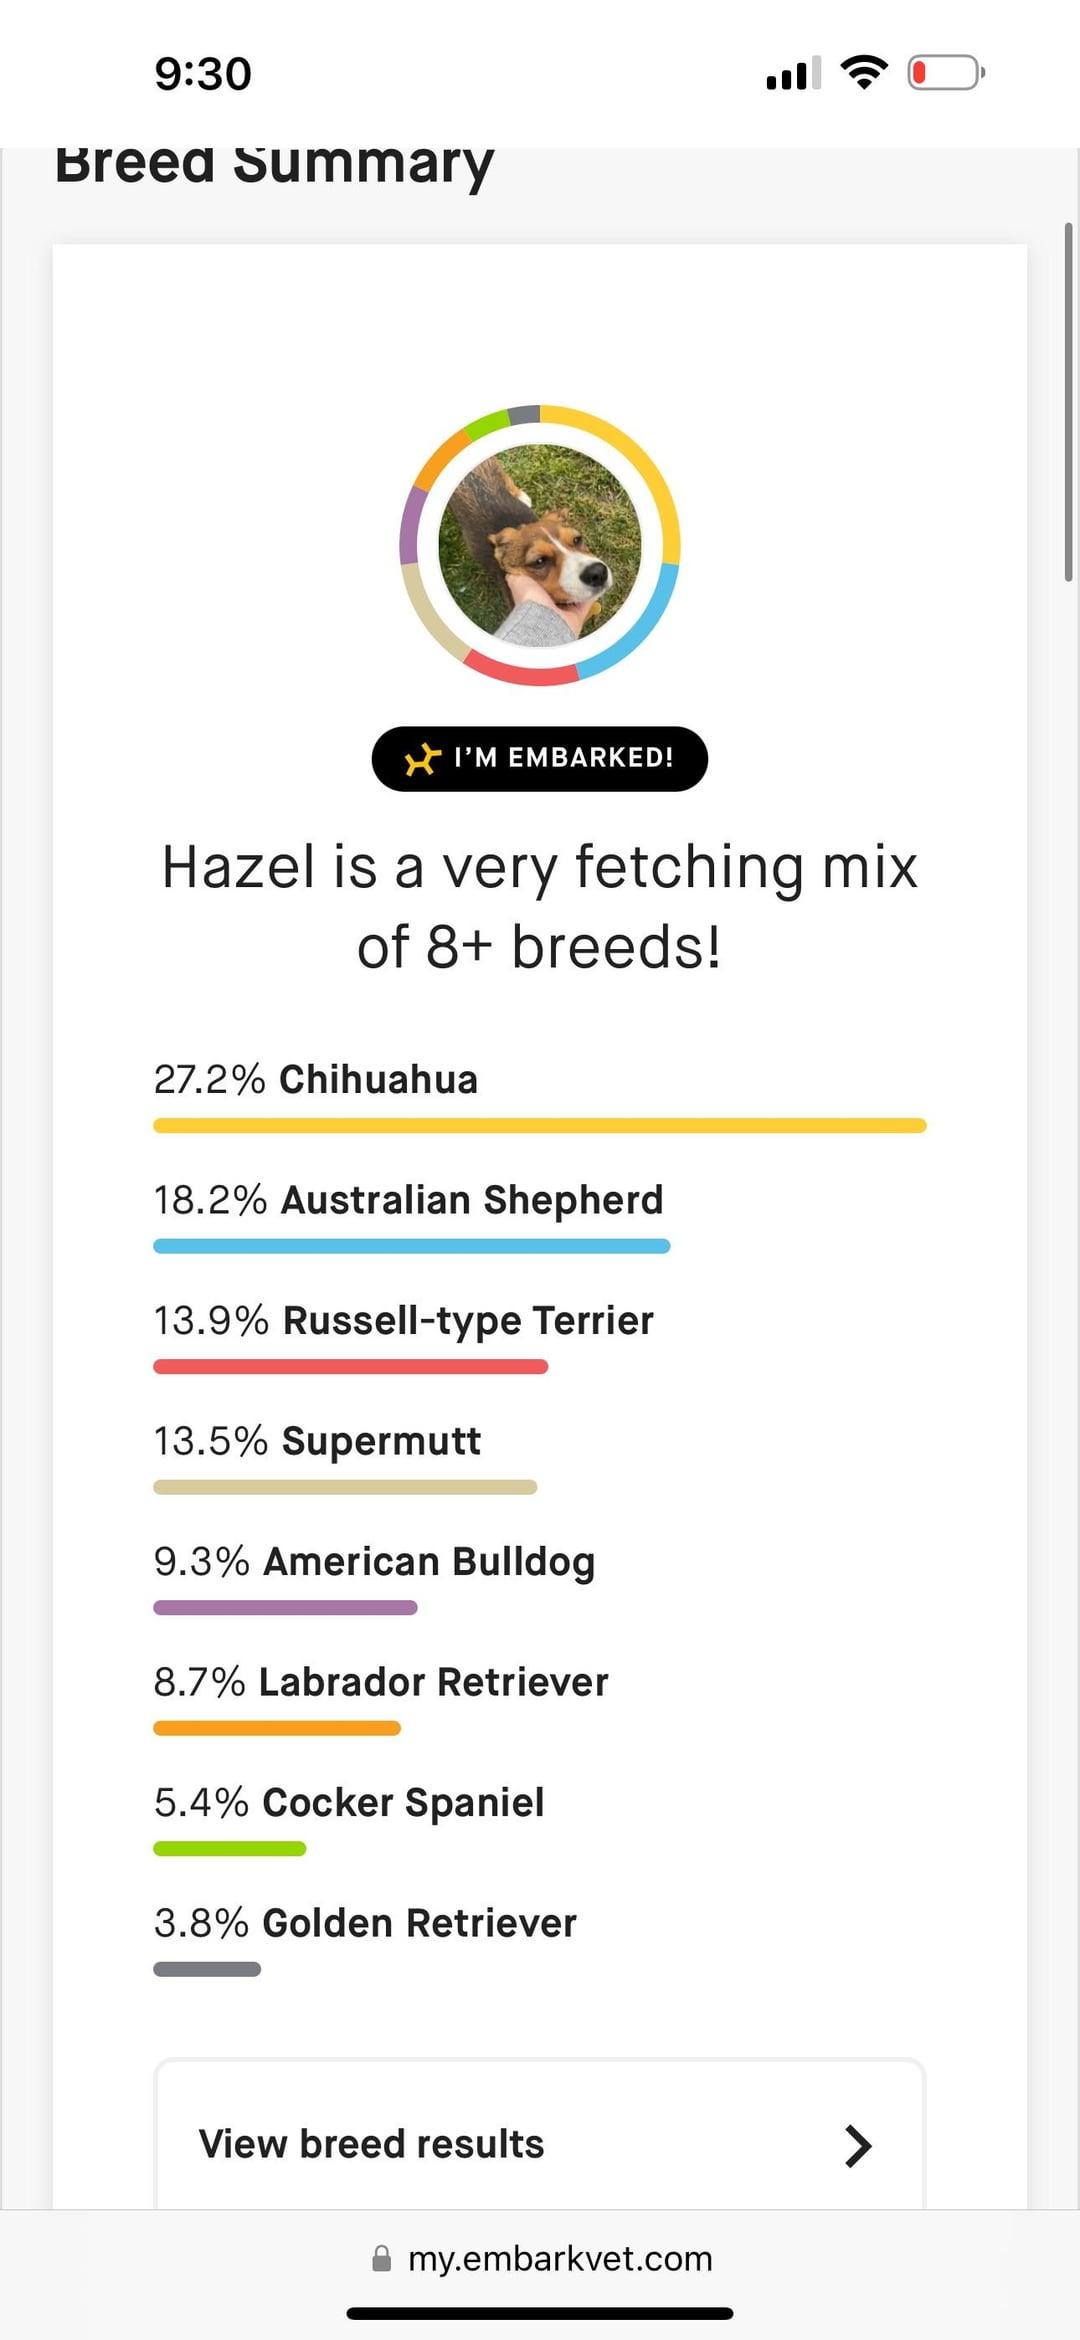 9:30
Breed Summary
I’M EMBARKED!
Hazel is a very fetching mix
of 8+ breeds!
27.2% Chihuahua
18.2% Australian Shepherd
13.9% Russell-type Terrier
13.5% Supermutt
9.3% American Bulldog
8.7% Labrador Retriever
5.4% Cocker Spaniel
3.8% Golden Retriever
View breed results
my.embarkvet.com